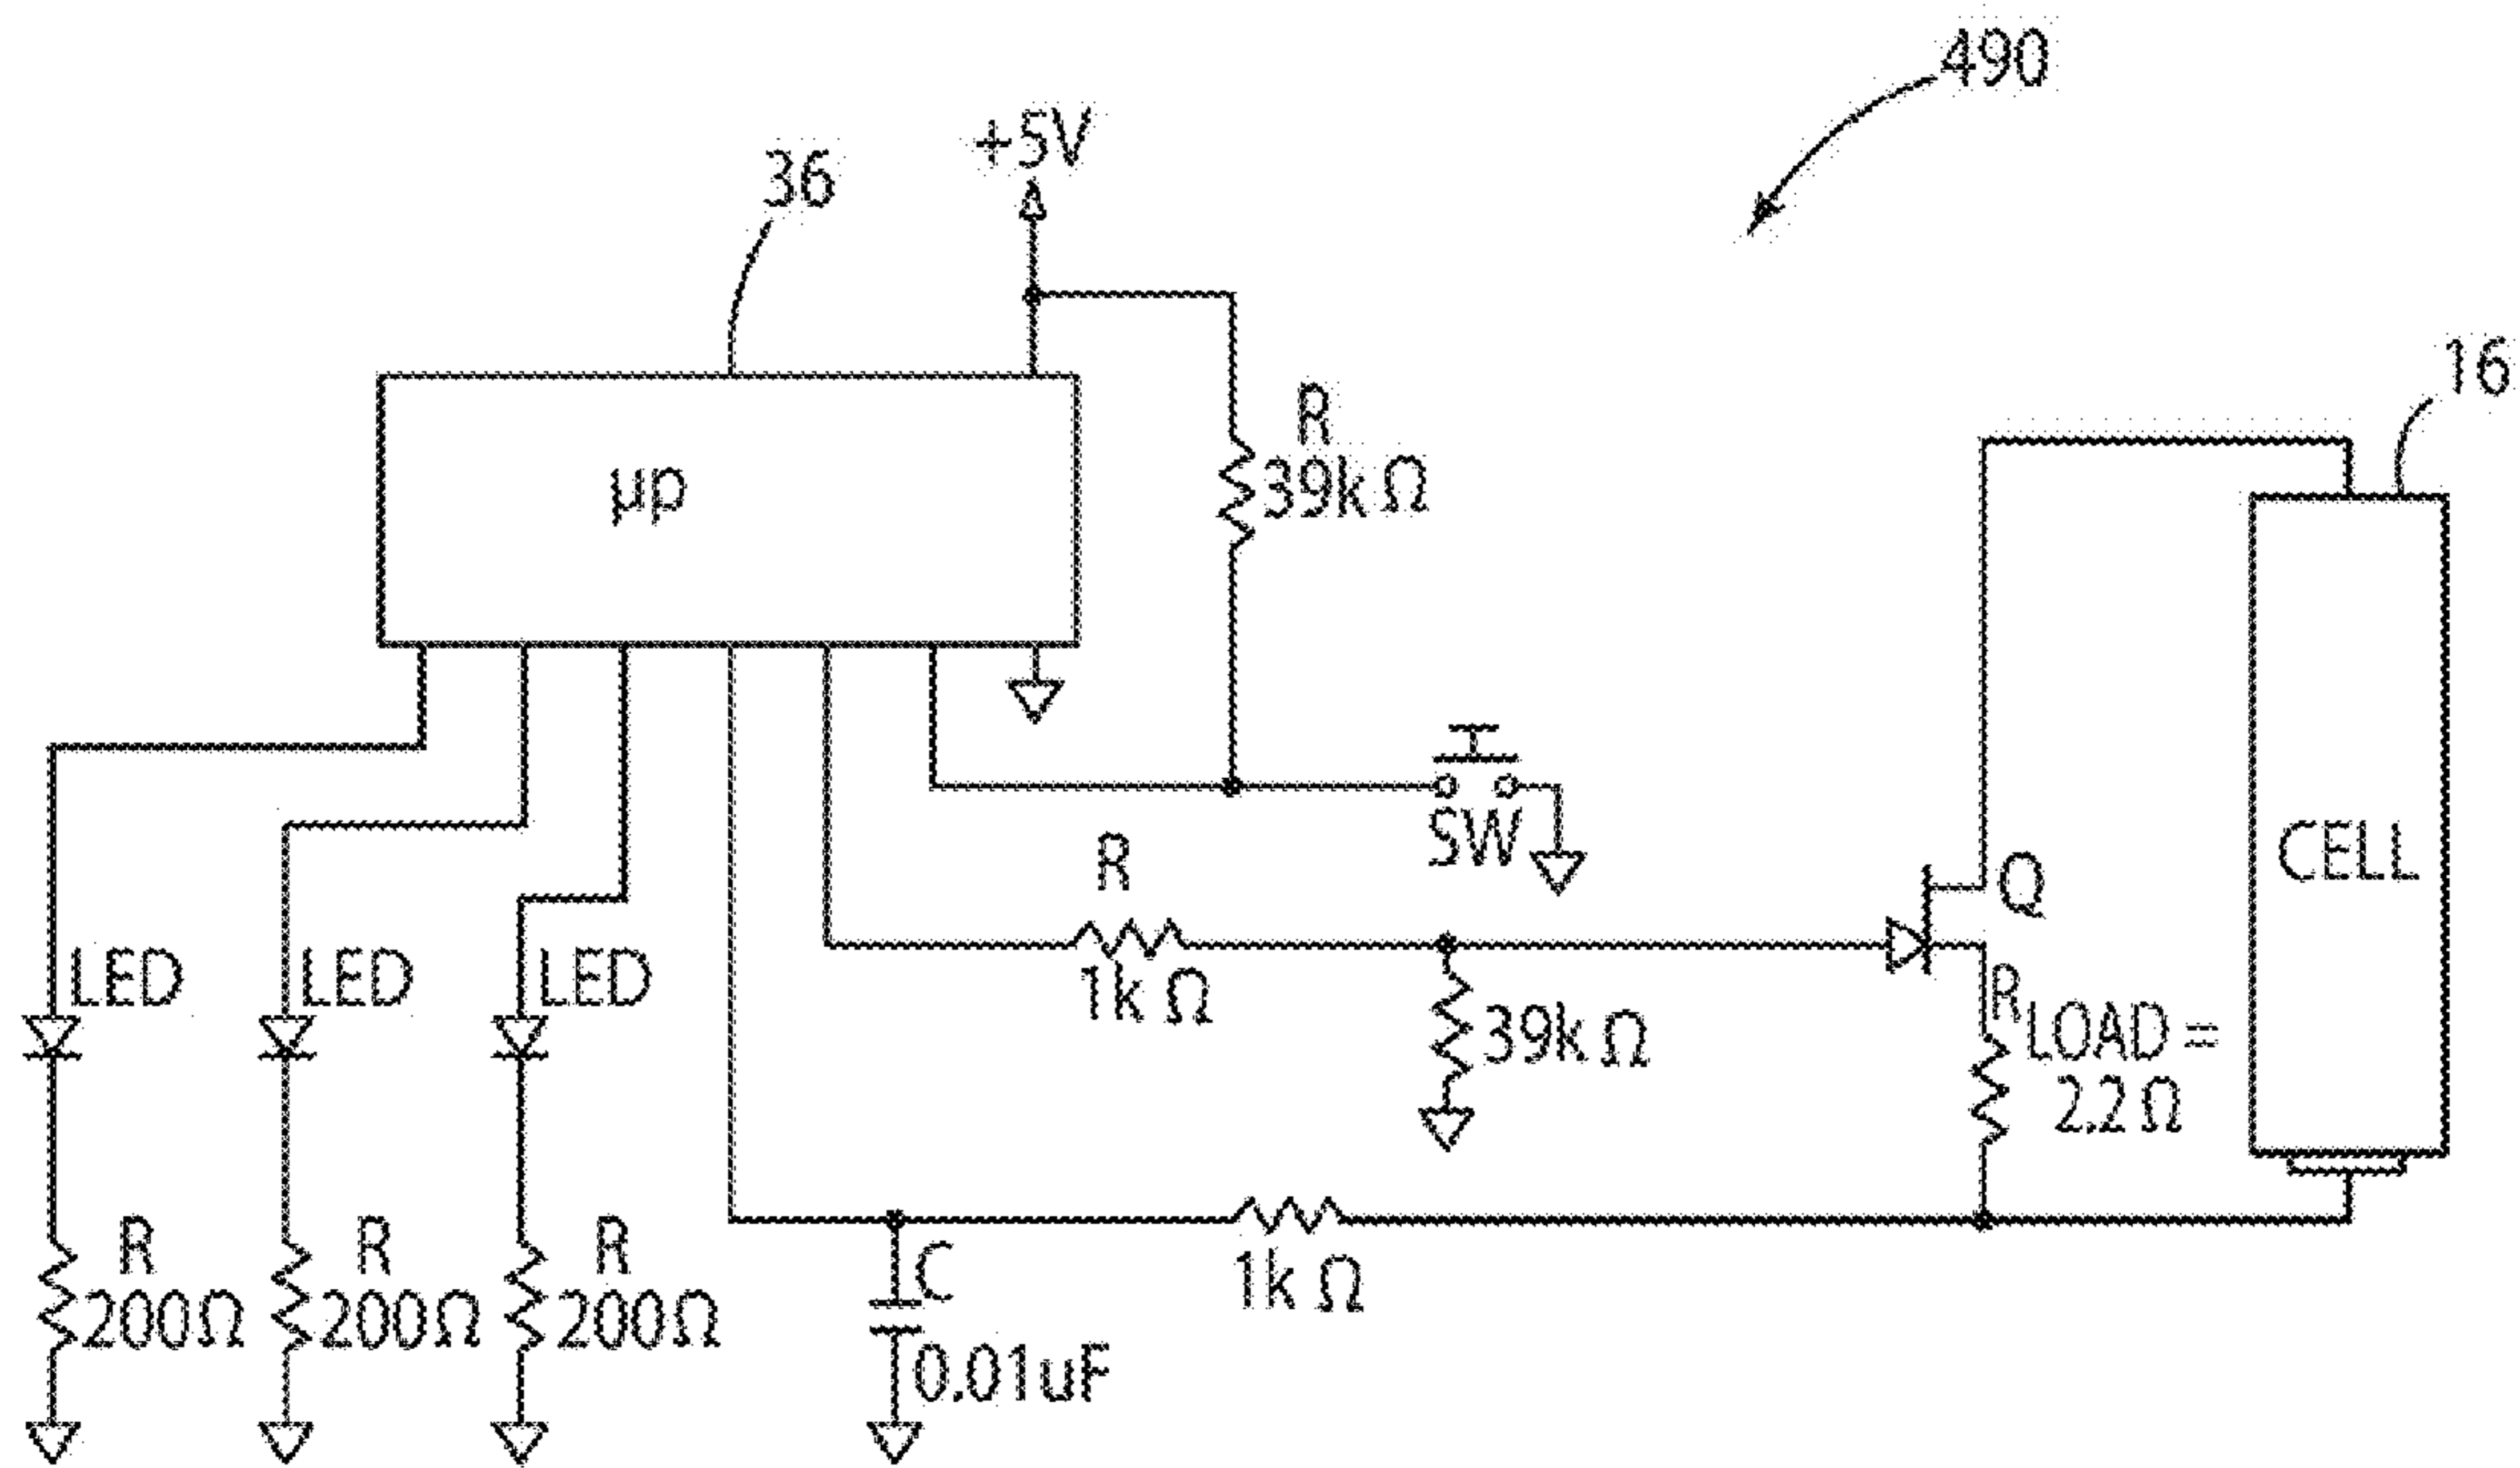 490
+5V
36
16
R
39k Ω
µp
SW
R
1k Ω
Q
CELL
LED
LED
LED
39k Ω
R LOAD =
2.2 Ω
R
200Ω
R
200Ω
R
200Ω
C
0.01uF
1k Ω